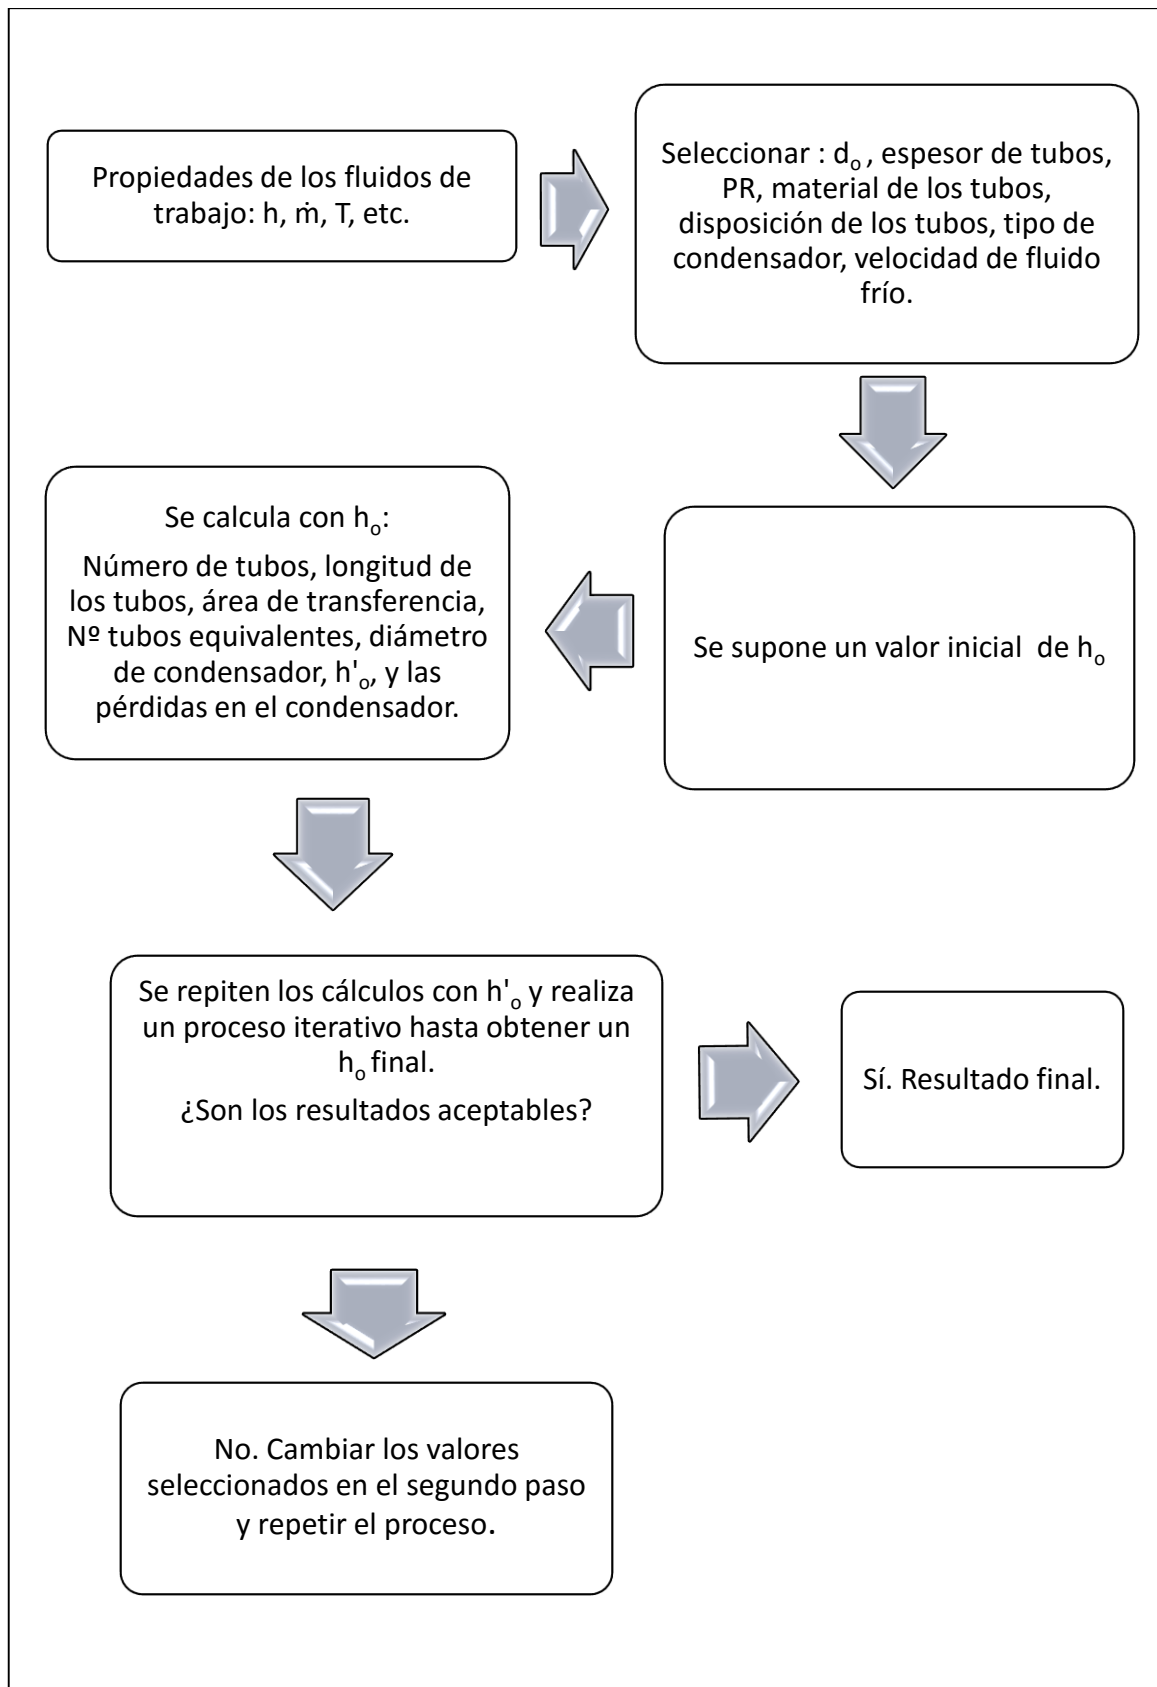 Propiedades de los fluidos de
trabajo: h, ṁ, T, etc.
Seleccionar : dₒ , espesor de tubos,
PR, material de los tubos,
disposición de los tubos, tipo de
condensador, velocidad de fluido
frío.
Se supone un valor inicial  de hₒ
Se calcula con hₒ:
Número de tubos, longitud de
los tubos, área de transferencia,
Nº tubos equivalentes, diámetro
de condensador, h'ₒ, y las
pérdidas en el condensador.
Se repiten los cálculos con h'ₒ y realiza
un proceso iterativo hasta obtener un
hₒ final.
¿Son los resultados aceptables?
Sí. Resultado final.
No. Cambiar los valores
seleccionados en el segundo paso
y repetir el proceso.